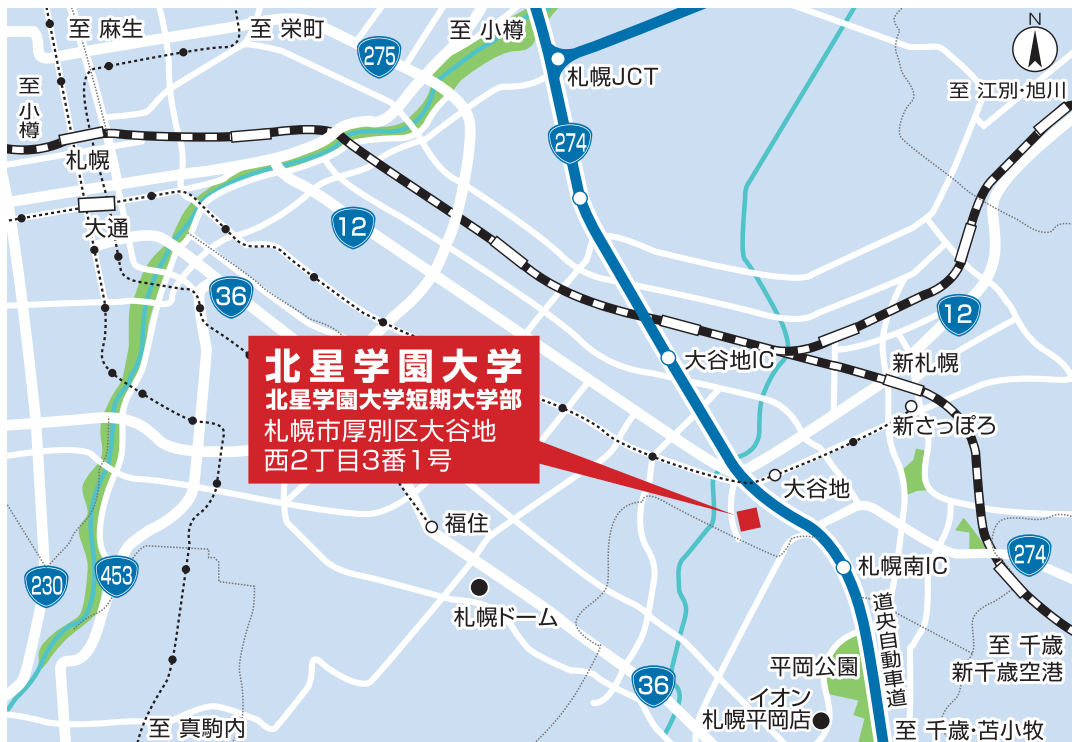 至 麻生
至 栄町
至 小樽
N
275
札幌JCT
至 江別・旭川
至小樽
274
札幌
大通
12
36
12
北星学園大学
北星学園大学短期大学部
札幌市厚別区大谷地
西2丁目3番1号
大谷地IC
新札幌
新さっぽろ
大谷地
福住
札幌南IC
274
230
453
札幌ドーム
道央自動車道
至 千歳
新千歳空港
平岡公園
36
イオン
札幌平岡店
至 真駒内
至 千歳・苫小牧